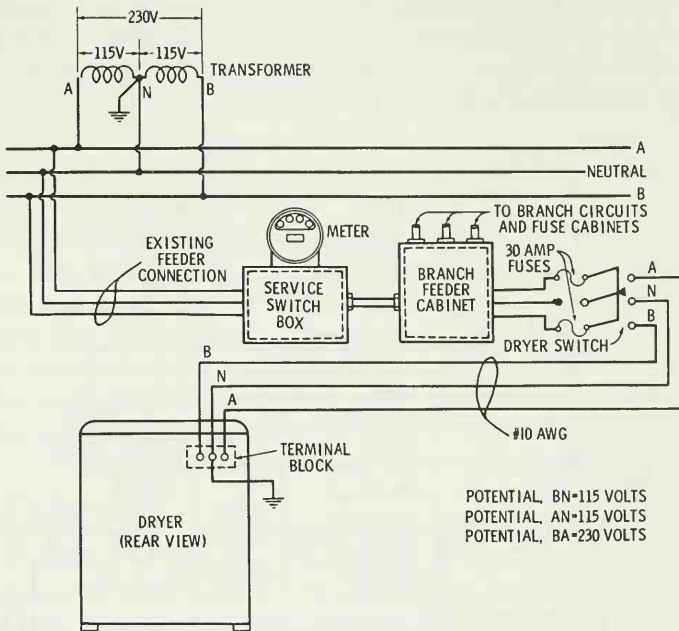 230V
115V
115V
TRANSFORMER
A
N
B
A
NEUTRAL
B
TO BRANCH CIRCUITS
AND FUSE CABINETS
METER
EXISTING
FEEDER
CONNECTION
30 AMP
FUSES
SERVICE
SWITCH
BOX
BRANCH
FEEDER
CABINET
A
N
B
DRYER SWITCH
B
N
A
#10 AWG
TERMINAL
BLOCK
DRYER
(REAR VIEW)
POTENTIAL, BN=115 VOLTS
POTENTIAL, AN=115 VOLTS
POTENTIAL, BA=230 VOLTS